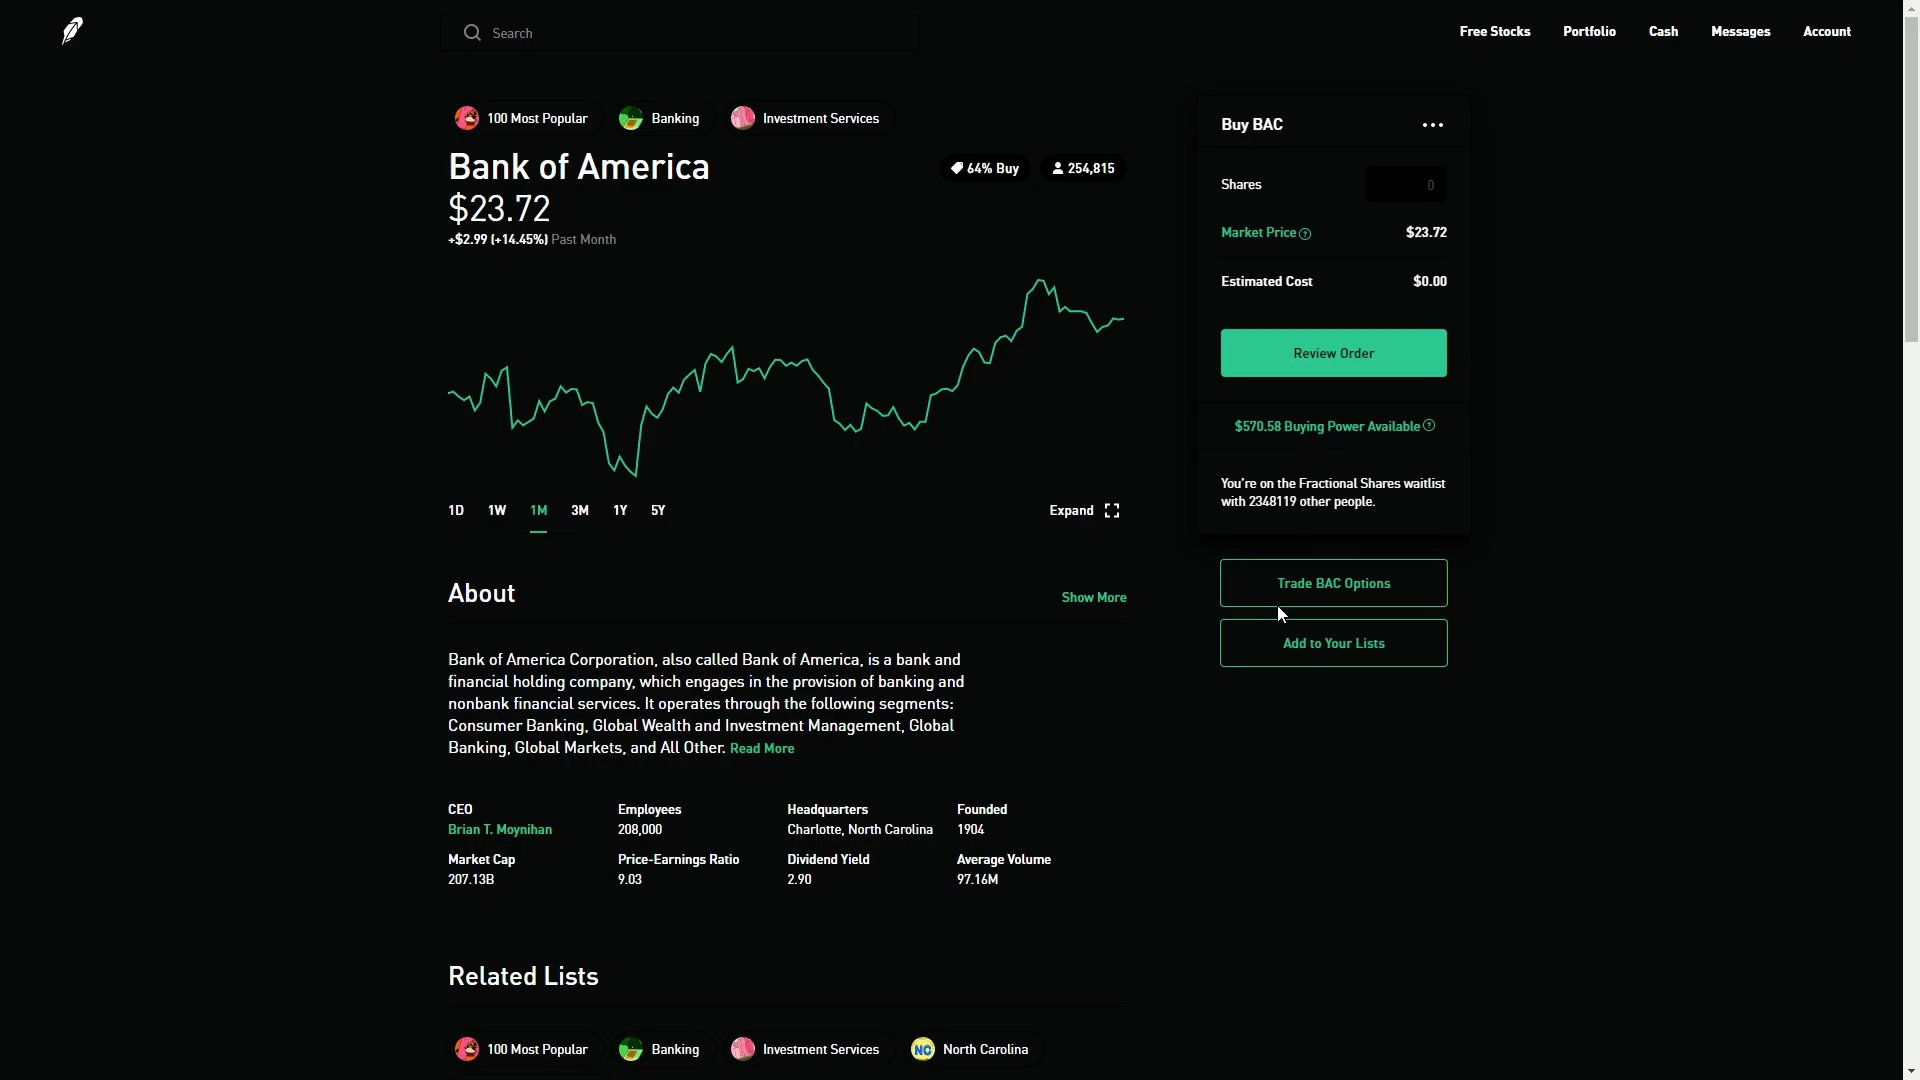 Search
Free Stocks Portfolio Cash Messages Account
100 Most Popular Banking Investment Services
Bank of America
64% Buy 254,815
$23.72
+$2.99 (+14.45%) Past Month
1D 1W 1M 3M 1Y 5Y
Expand
Buy BAC
Shares 0
Market Price $23.72
Estimated Cost $0.00
Review Order
$570.58 Buying Power Available
You're on the Fractional Shares waitlist
with 2348119 other people.
Trade BAC Options
Add to Your Lists
About
Show More
Bank of America Corporation, also called Bank of America, is a bank and
financial holding company, which engages in the provision of banking and
nonbank financial services. It operates through the following segments:
Consumer Banking, Global Wealth and Investment Management, Global
Banking, Global Markets, and All Other. Read More
CEO Employees Headquarters Founded
Brian T. Moynihan 208,000 Charlotte, North Carolina 1904
Market Cap Price-Earnings Ratio Dividend Yield Average Volume
207.13B 9.03 2.90 97.16M
Related Lists
100 Most Popular Banking Investment Services NC North Carolina